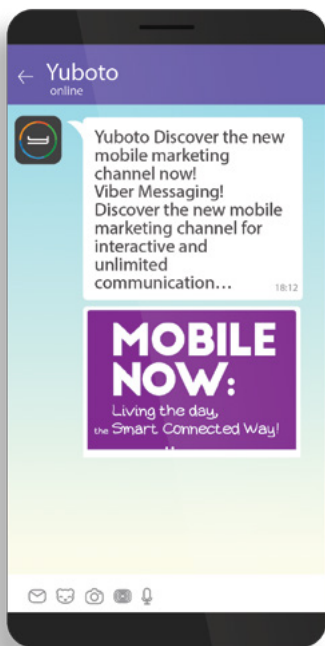 Yuboto
online
Yuboto Discover the new
mobile marketing
channel now!
Viber Messaging!
Discover the new mobile
marketing channel for
interactive and
unlimited
communication...
18:12
MOBILE
NOW:
Living the day,
the Smart Connected Way!